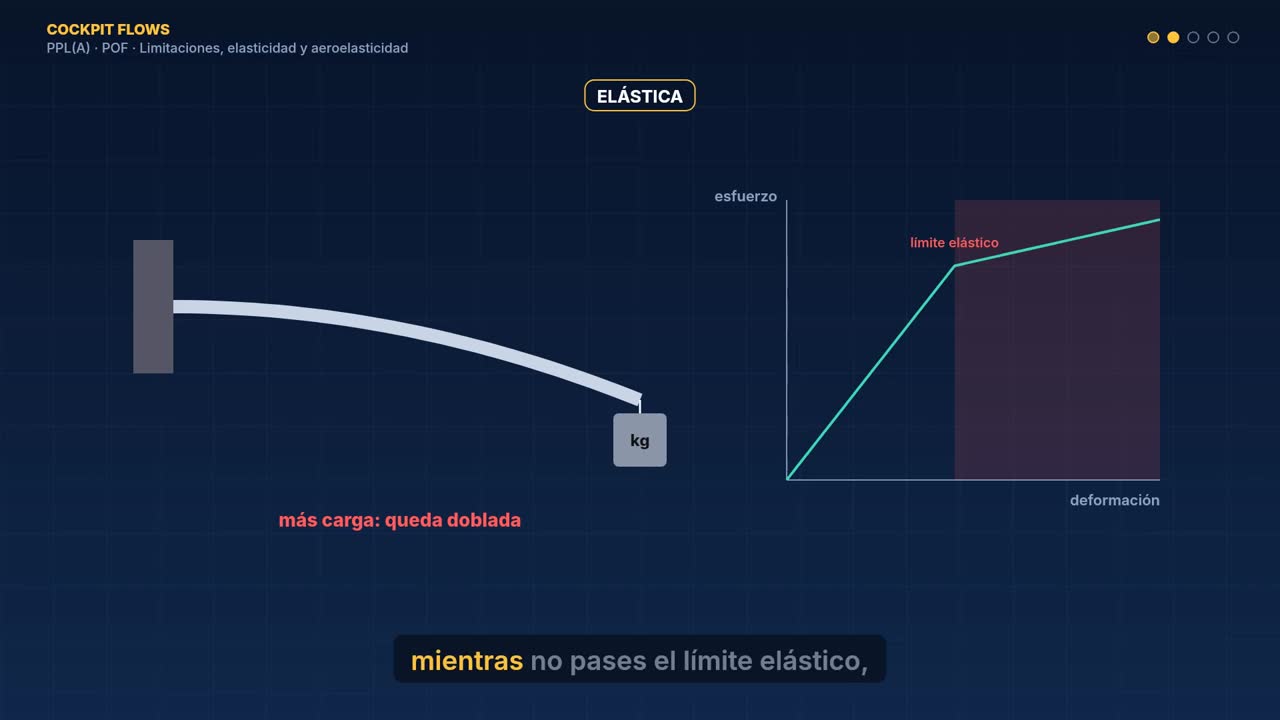 COCKPIT FLOWS
PPL(A) · POF · Limitaciones, elasticidad y aeroelasticidad
ELÁSTICA
esfuerzo
límite elástico
kg
deformación
más carga: queda doblada
mientras no pases el límite elástico,